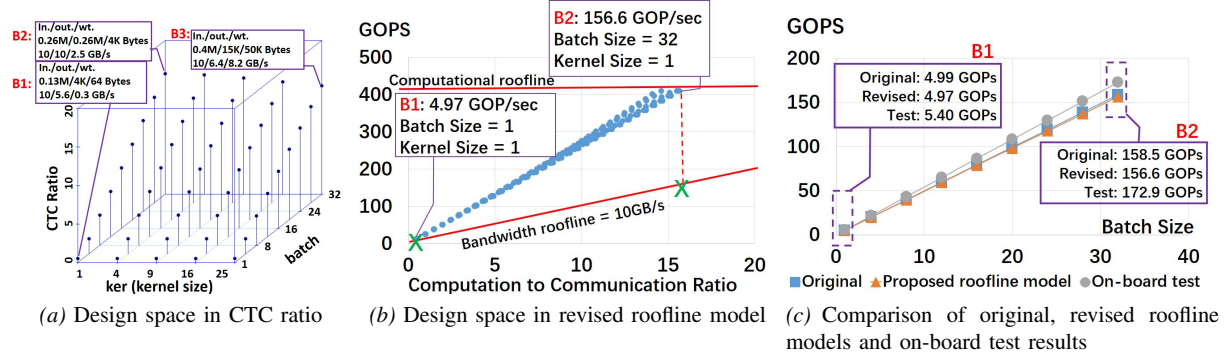 B2:
In./out./wt.
0.26M/0.26M/4K Bytes
10/10/2.5 GB/s
B1:
In./out./wt.
0.13M/4K/64 Bytes
10/5.6/0.3 GB/s
B3:
In./out./wt.
0.4M/15K/50K Bytes
10/6.4/8.2 GB/s
CTC Ratio
20
15
10
5
0
1
4
9
16
25
ker (kernel size)
1
8
16
24
32
batch
(a) Design space in CTC ratio
GOPS
500
400
300
200
100
0
0
5
10
15
20
Computation to Communication Ratio
Computational roofline
Bandwidth roofline = 10GB/s
B1: 4.97 GOP/sec
Batch Size = 1
Kernel Size = 1
B2: 156.6 GOP/sec
Batch Size = 32
Kernel Size = 1
(b) Design space in revised roofline model
GOPS
200
150
100
50
0
0
10
20
30
40
Batch Size
B1
Original: 4.99 GOPs
Revised: 4.97 GOPs
Test: 5.40 GOPs
B2
Original: 158.5 GOPs
Revised: 156.6 GOPs
Test: 172.9 GOPs
Original
Proposed roofline model
On-board test
(c) Comparison of original, revised roofline
models and on-board test results